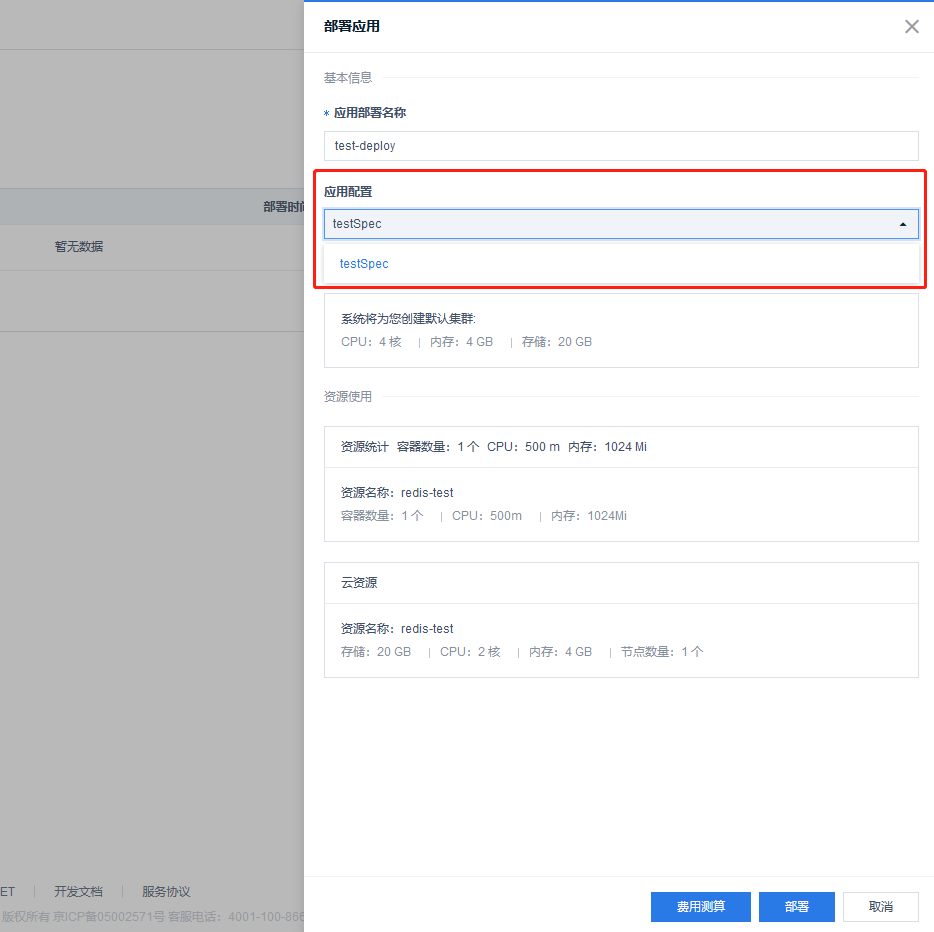 部署应用
基本信息
* 应用部署名称
test-deploy
应用配置
testSpec
testSpec
系统将为您创建默认集群:
CPU：4 核 | 内存：4 GB | 存储：20 GB
资源使用
资源统计 容器数量：1 个 CPU：500 m 内存：1024 Mi
资源名称：redis-test
容器数量：1 个 | CPU：500m | 内存：1024Mi
云资源
资源名称：redis-test
存储：20 GB | CPU：2 核 | 内存：4 GB | 节点数量：1 个
费用测算 部署 取消
部署时间
暂无数据
ET | 开发文档 | 服务协议
版权所有 京ICP备05002571号 客服电话：4001-100-866